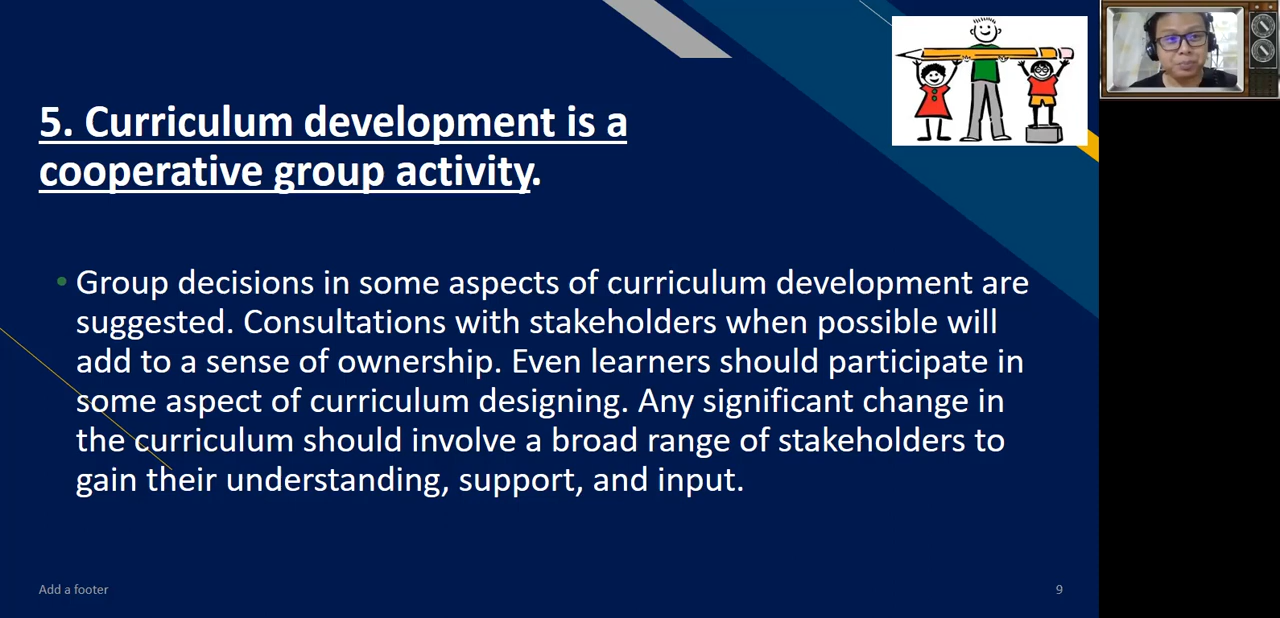 5. Curriculum development is a
cooperative group activity.
• Group decisions in some aspects of curriculum development are
suggested. Consultations with stakeholders when possible will
add to a sense of ownership. Even learners should participate in
some aspect of curriculum designing. Any significant change in
the curriculum should involve a broad range of stakeholders to
gain their understanding, support, and input.
Add a footer
9